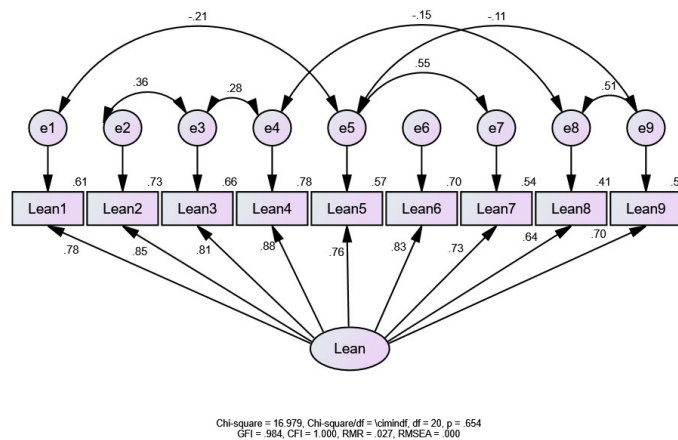 -.21
-.15
-.11
.36
.28
.55
.51
e1 e2 e3 e4 e5 e6 e7 e8 e9
.61 .73 .66 .78 .57 .70 .54 .41 .5
Lean1 Lean2 Lean3 Lean4 Lean5 Lean6 Lean7 Lean8 Lean9
.78 .85 .81 .88 .76 .83 .73 .64 .70
Lean
Chi-square = 16.979, Chi-square/df = \cimindf, df = 20, p = .654
GFI = .984, CFI = 1.000, RMR = .027, RMSEA = .000